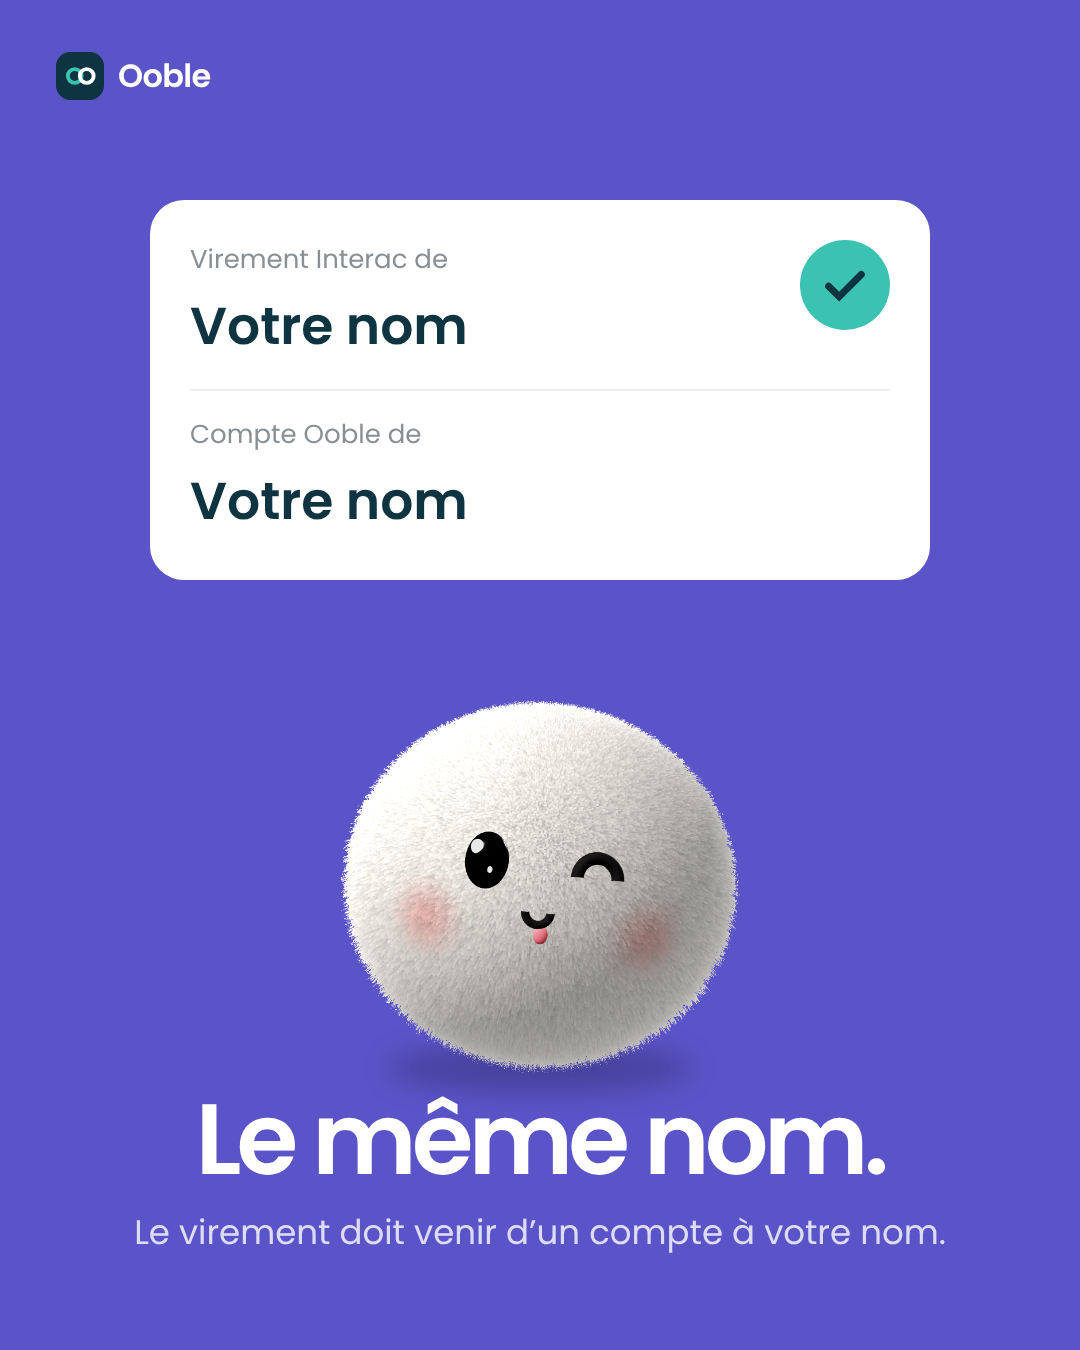 Ooble
Virement Interac de
Votre nom
Compte Ooble de
Votre nom
Le même nom.
Le virement doit venir d’un compte à votre nom.